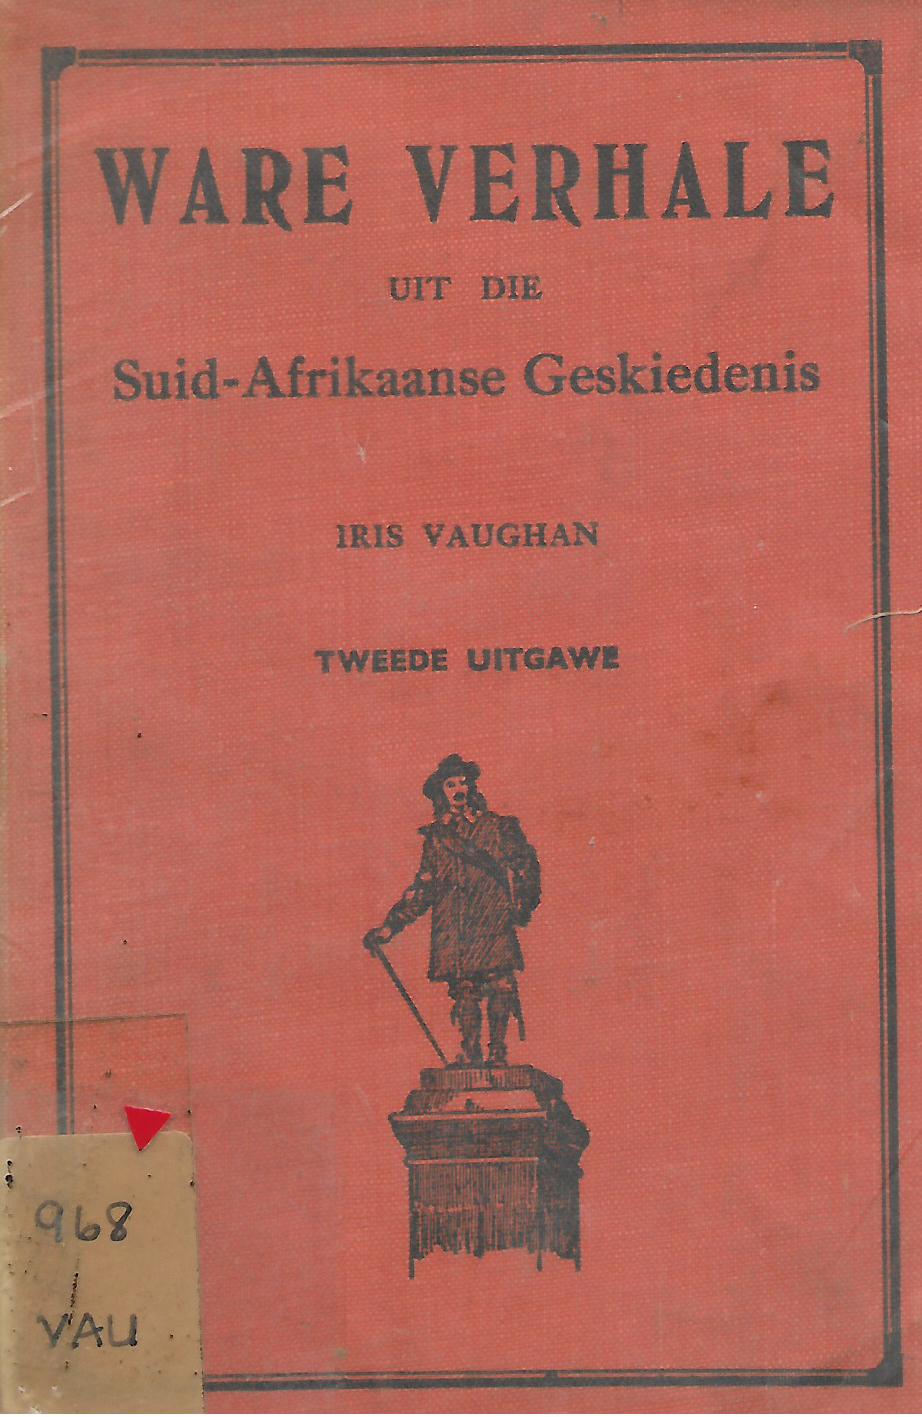 WARE VERHALE
UIT DIE
Suid-Afrikaanse Geskiedenis
IRIS VAUGHAN
TWEEDE UITGAWE
968
VAU